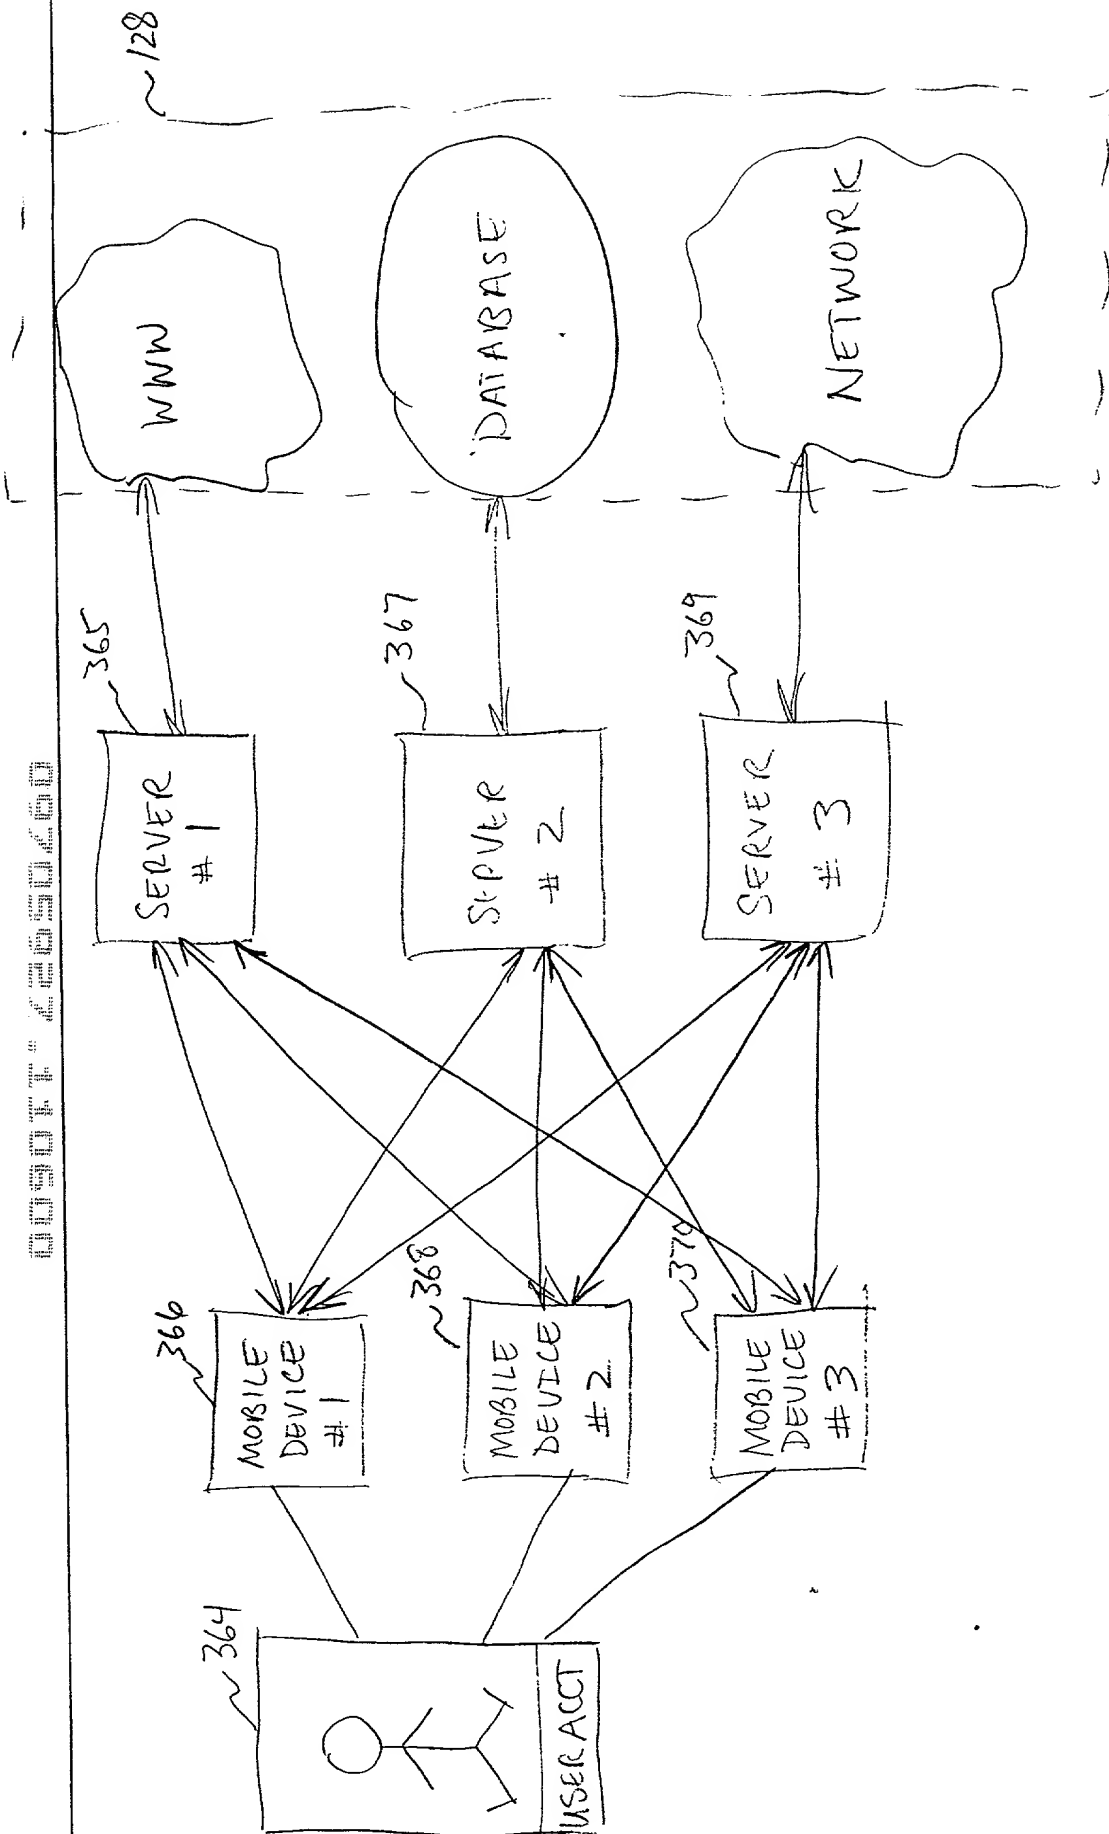 128
WWW
DATABASE
NETWORK
365
367
369
SERVER
# 1
SERVER
# 2
SERVER
# 3
366
368
370
MOBILE
DEVICE
# 1
MOBILE
DEVICE
# 2
MOBILE
DEVICE
# 3
364
USER ACCT